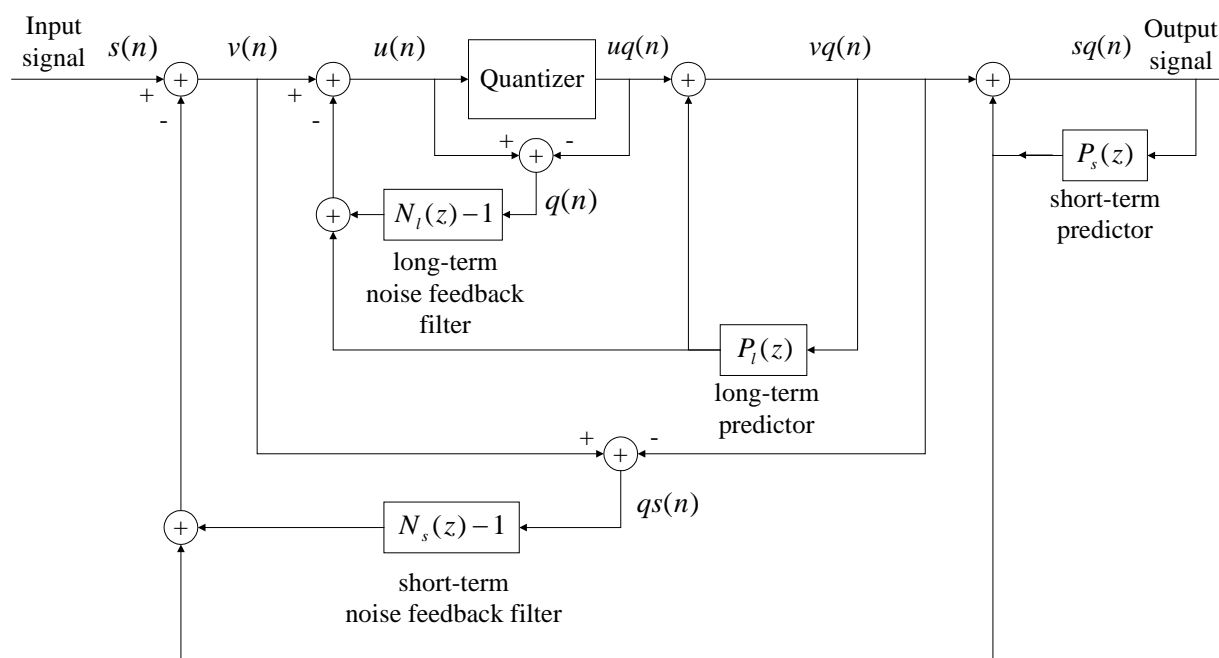 Input
signal
s(n)
v(n)
u(n)
uq(n)
vq(n)
sq(n)
Output
signal
+
+
+
Quantizer
+
+
+
-
+
-
+
+
-
P_s(z)
short-term
predictor
+
N_l(z)-1
q(n)
long-term
noise feedback
filter
P_l(z)
long-term
predictor
+
+
-
qs(n)
+
N_s(z)-1
short-term
noise feedback filter